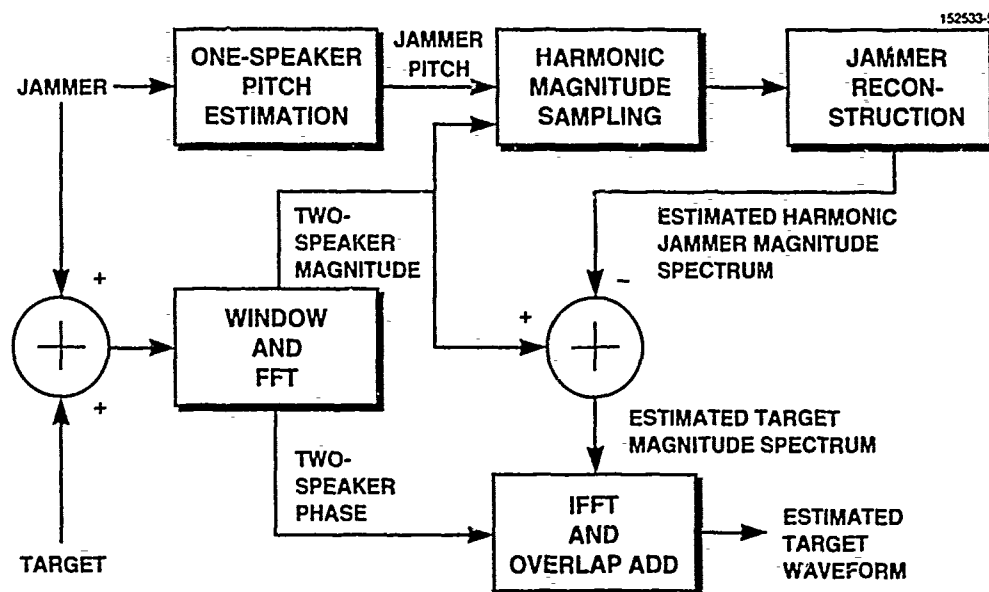 152533-5
JAMMER
ONE-SPEAKER
PITCH
ESTIMATION
JAMMER
PITCH
HARMONIC
MAGNITUDE
SAMPLING
JAMMER
RECON-
STRUCTION
TWO-
SPEAKER
MAGNITUDE
ESTIMATED HARMONIC
JAMMER MAGNITUDE
SPECTRUM
+
WINDOW
AND
FFT
+
−
+
ESTIMATED TARGET
MAGNITUDE SPECTRUM
TWO-
SPEAKER
PHASE
IFFT
AND
OVERLAP ADD
ESTIMATED
TARGET
WAVEFORM
TARGET